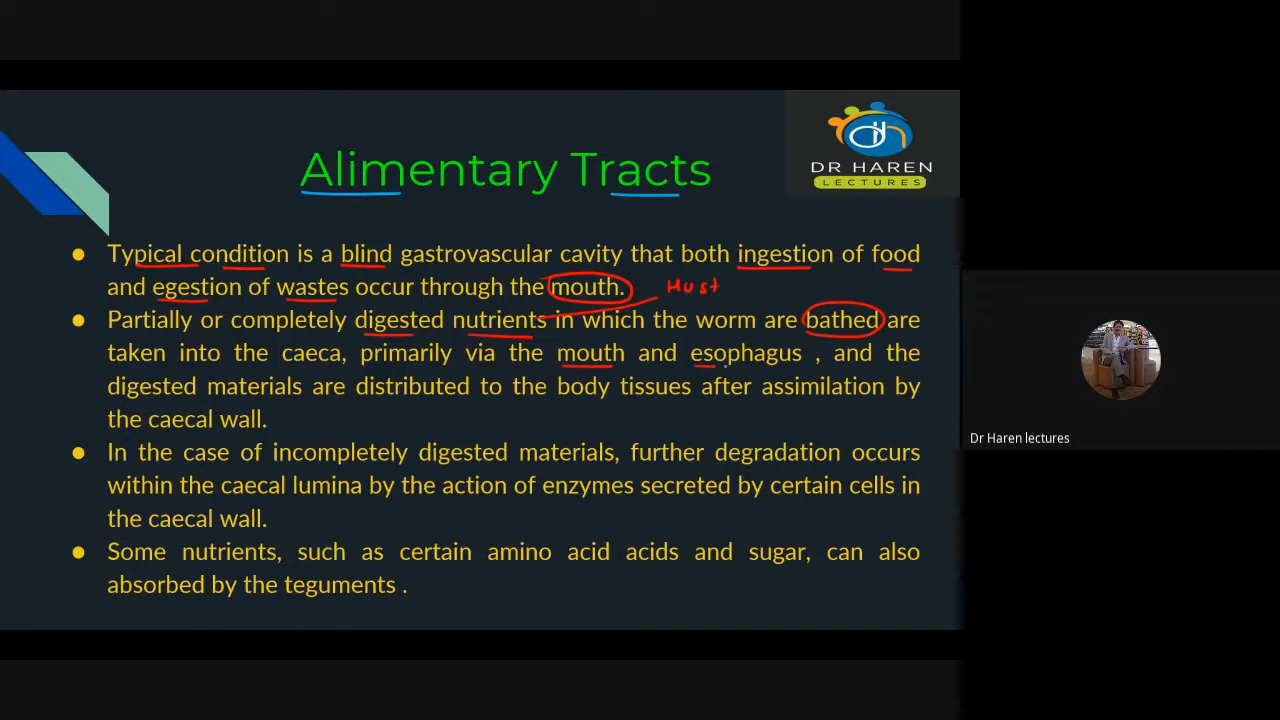 DR HAREN
LECTURES
Alimentary Tracts
● Typical condition is a blind gastrovascular cavity that both ingestion of food
and egestion of wastes occur through the mouth.
Must
● Partially or completely digested nutrients in which the worm are bathed are
taken into the caeca, primarily via the mouth and esophagus , and the
digested materials are distributed to the body tissues after assimilation by
the caecal wall.
● In the case of incompletely digested materials, further degradation occurs
within the caecal lumina by the action of enzymes secreted by certain cells in
the caecal wall.
● Some nutrients, such as certain amino acid acids and sugar, can also
absorbed by the teguments .
Dr Haren lectures